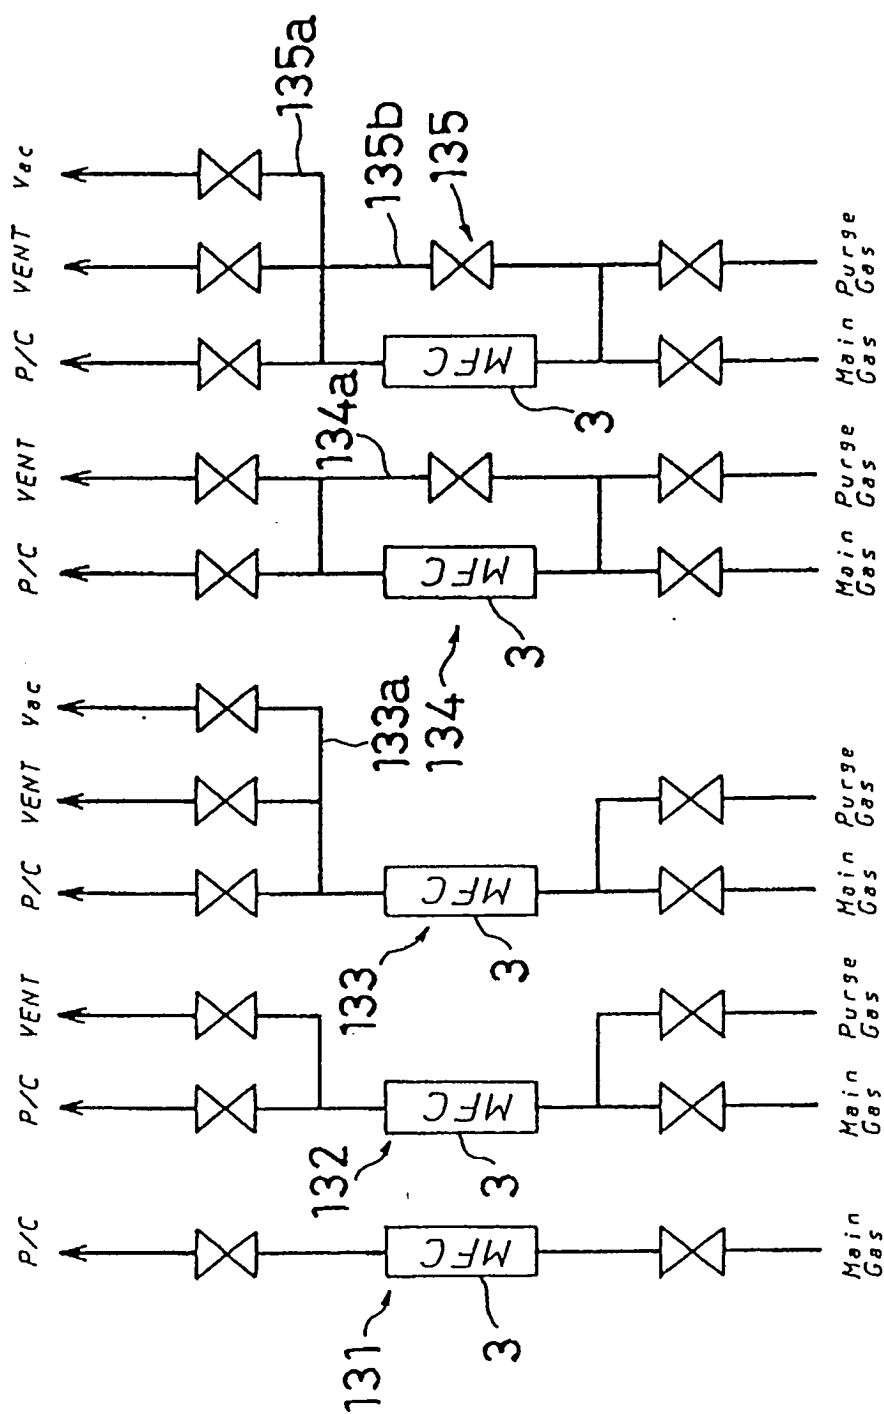 P/C
P/C VENT
P/C VENT Vac
P/C VENT
P/C VENT Vac
135a
134a
135b
131
132
133
133a
134
135
MFC
MFC
MFC
MFC
MFC
3
3
3
3
3
Main Gas
Main Gas
Purge Gas
Main Gas
Purge Gas
Main Gas
Purge Gas
Main Gas
Purge Gas